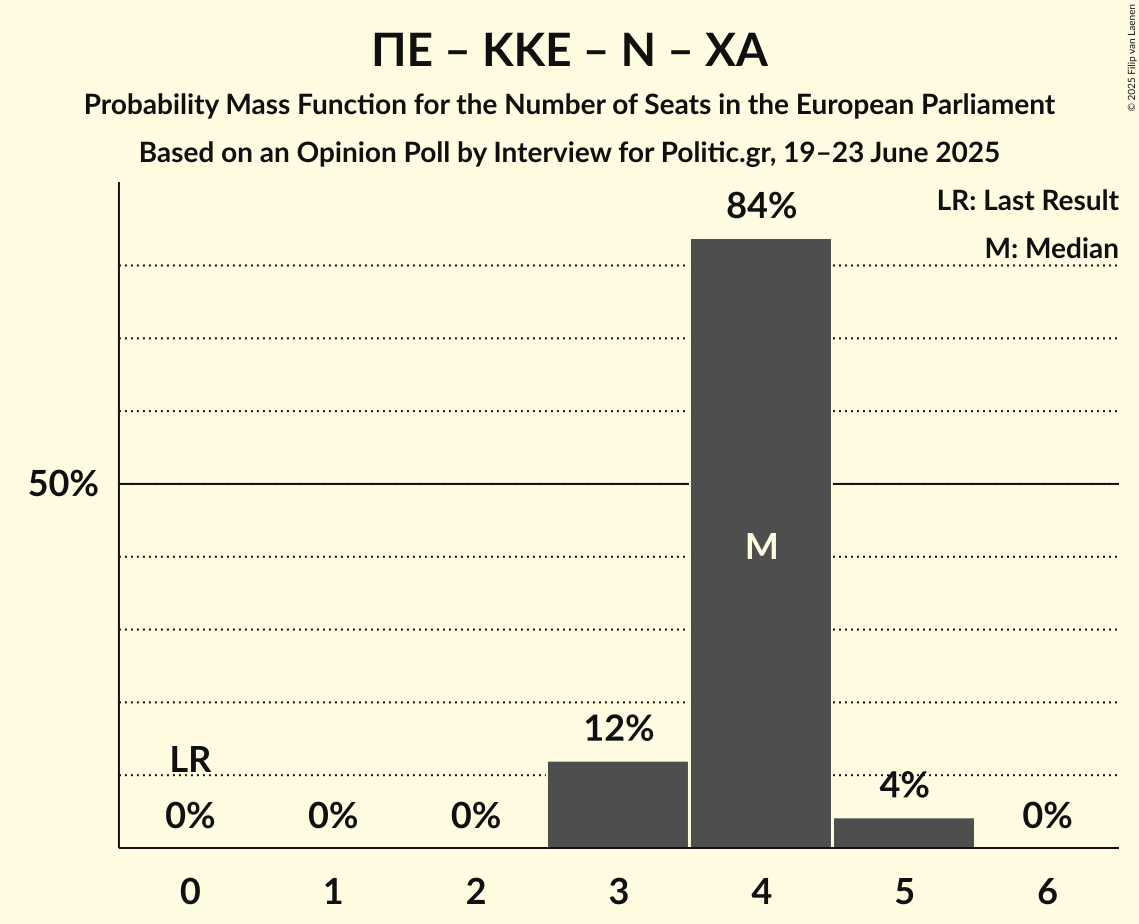 ΠΕ – ΚΚΕ – Ν – ΧΑ
Probability Mass Function for the Number of Seats in the European Parliament
Based on an Opinion Poll by Interview for Politic.gr, 19–23 June 2025
© 2025 Filip van Laenen
LR: Last Result
M: Median
84%
50%
M
12%
LR
4%
0%
0%
0%
0%
0
1
2
3
4
5
6